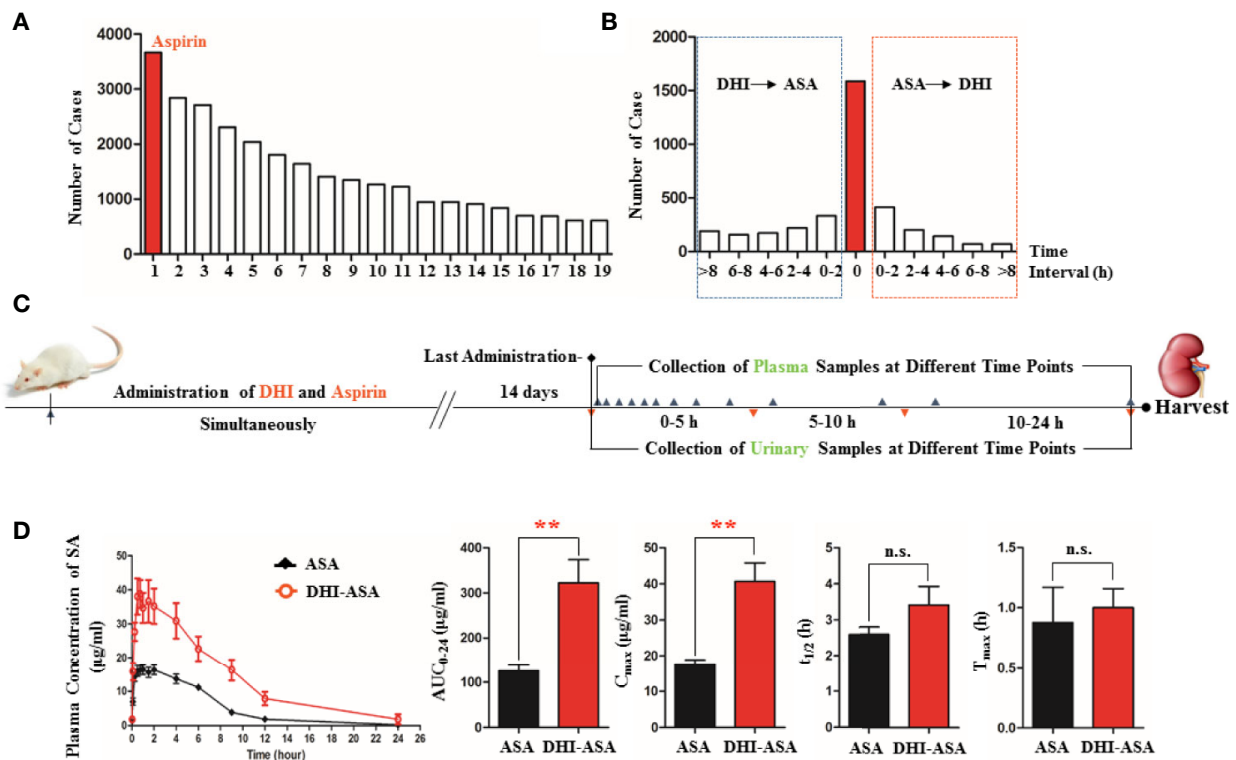 A
Aspirin
Number of Cases
4000
3000
2000
1000
0
1 2 3 4 5 6 7 8 9 10 11 12 13 14 15 16 17 18 19
B
Number of Case
2000
1500
1000
500
0
DHI → ASA
ASA → DHI
>8 6-8 4-6 2-4 0-2 0 0-2 2-4 4-6 6-8 >8
Time
Interval (h)
C
Administration of DHI and Aspirin
Simultaneously
14 days
Last Administration-
Collection of Plasma Samples at Different Time Points
0-5 h 5-10 h 10-24 h
Collection of Urinary Samples at Different Time Points
Harvest
D
Plasma Concentration of SA
(μg/ml)
50
40
30
20
10
0
0 2 4 6 8 10 12 14 16 18 20 22 24 26
Time (hour)
ASA
DHI-ASA
AUC0-24 (μg/ml)
400
300
200
100
0
**
ASA DHI-ASA
Cmax (μg/ml)
50
40
30
20
10
0
**
ASA DHI-ASA
t1/2 (h)
5
4
3
2
1
0
n.s.
ASA DHI-ASA
Tmax (h)
1.5
1.0
0.5
0.0
n.s.
ASA DHI-ASA